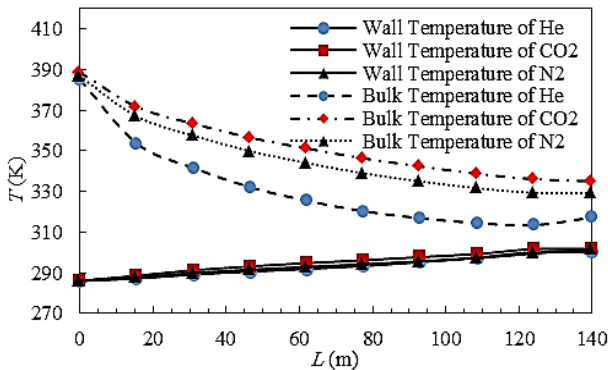 410
390
370
350
330
310
290
270
T (K)
Wall Temperature of He
Wall Temperature of CO2
Wall Temperature of N2
Bulk Temperature of He
Bulk Temperature of CO2
Bulk Temperature of N2
0 20 40 60 80 100 120 140
L (m)